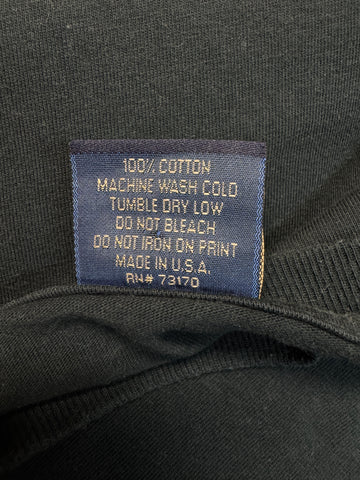 100% COTTON
MACHINE WASH COLD
TUMBLE DRY LOW
DO NOT BLEACH
DO NOT IRON ON PRINT
MADE IN U.S.A.
RN# 73170